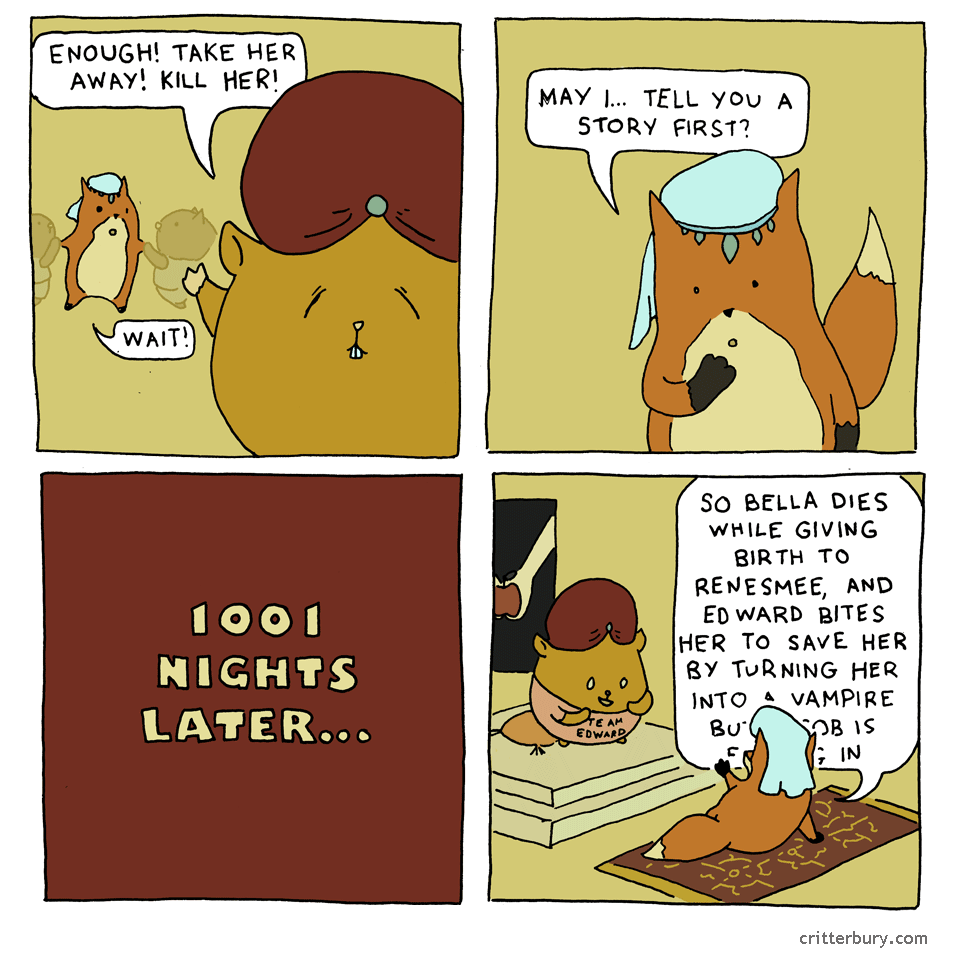 ENOUGH! TAKE HER
AWAY! KILL HER!
WAIT!
MAY I... TELL YOU A
STORY FIRST?
1001
NIGHTS
LATER...
SO BELLA DIES
WHILE GIVING
BIRTH TO
RENESMEE, AND
EDWARD BITES
HER TO SAVE HER
BY TURNING HER
INTO A VAMPIRE
IS
IN
TEAM
EDWARD
critterbury.com